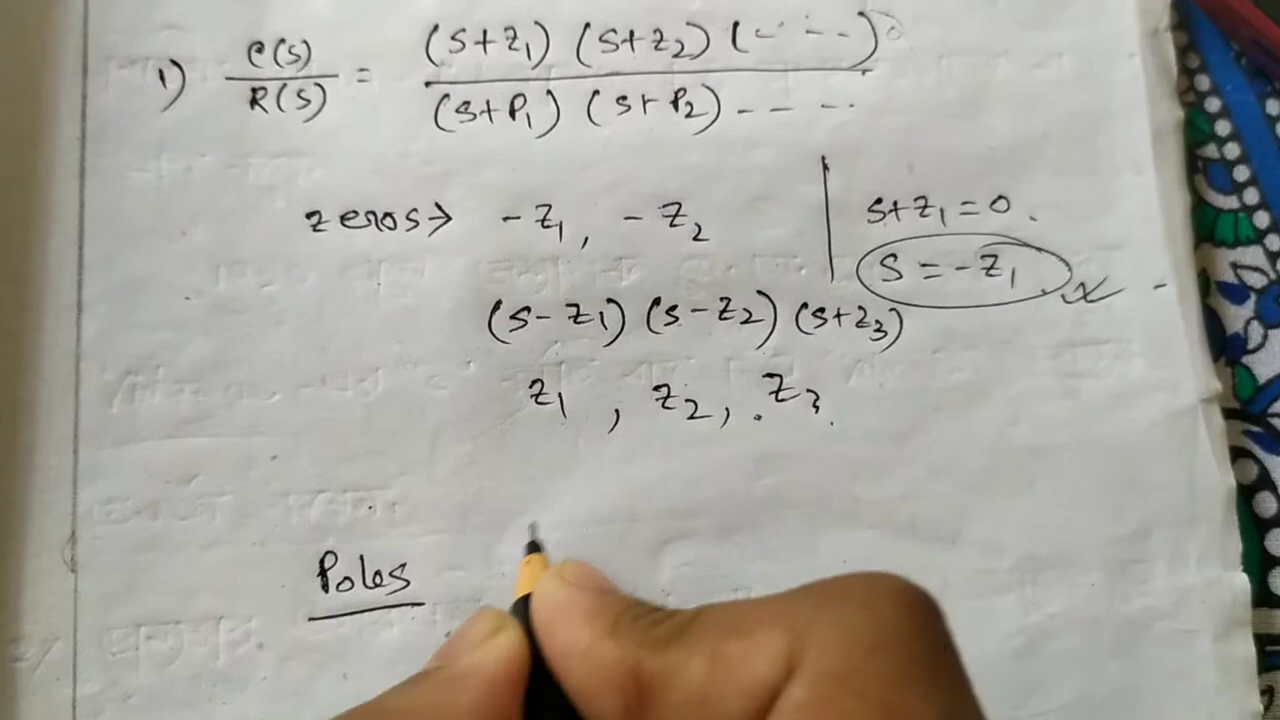 1) C(S)/R(S) = (S+Z₁) (S+Z₂) (- - - -)/(S+P₁) (S+P₂) - - - -
zeros → -Z₁, -Z₂
S+Z₁ = 0.
S = -Z₁
(S-Z₁) (S-Z₂) (S+Z₃)
Z₁, Z₂, Z₃.
Poles